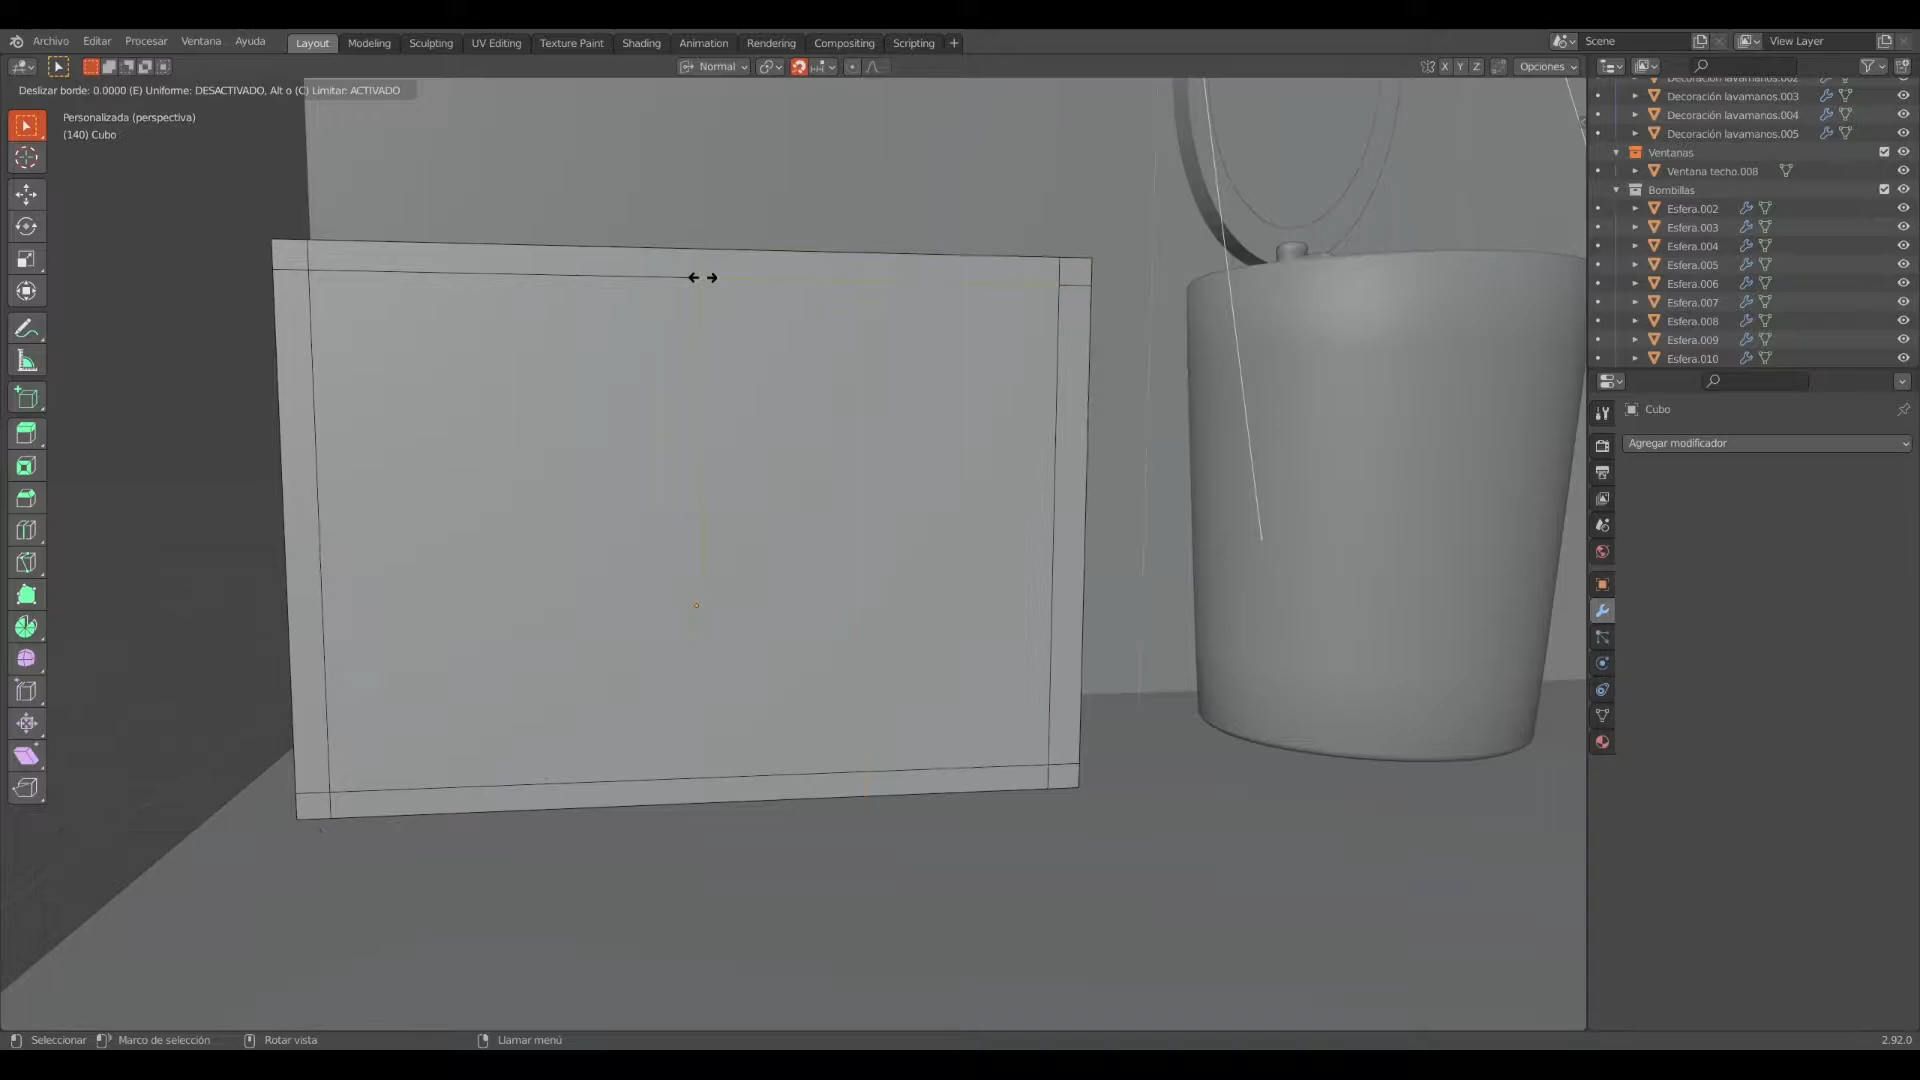 Archivo Editar Procesar Ventana Ayuda Layout Modeling Sculpting UV Editing Texture Paint Shading Animation Rendering Compositing Scripting + Scene View Layer
Normal X Y Z Opciones
Deslizar borde: 0.0000 (E) Uniforme: DESACTIVADO, Alt o (C) Limitar: ACTIVADO
Personalizada (perspectiva)
(140) Cubo
Decoración lavamanos.002
Decoración lavamanos.003
Decoración lavamanos.004
Decoración lavamanos.005
Ventanas
Ventana techo.008
Bombillas
Esfera.002
Esfera.003
Esfera.004
Esfera.005
Esfera.006
Esfera.007
Esfera.008
Esfera.009
Esfera.010
Cubo
Agregar modificador
Seleccionar Marco de selección Rotar vista Llamar menú 2.92.0